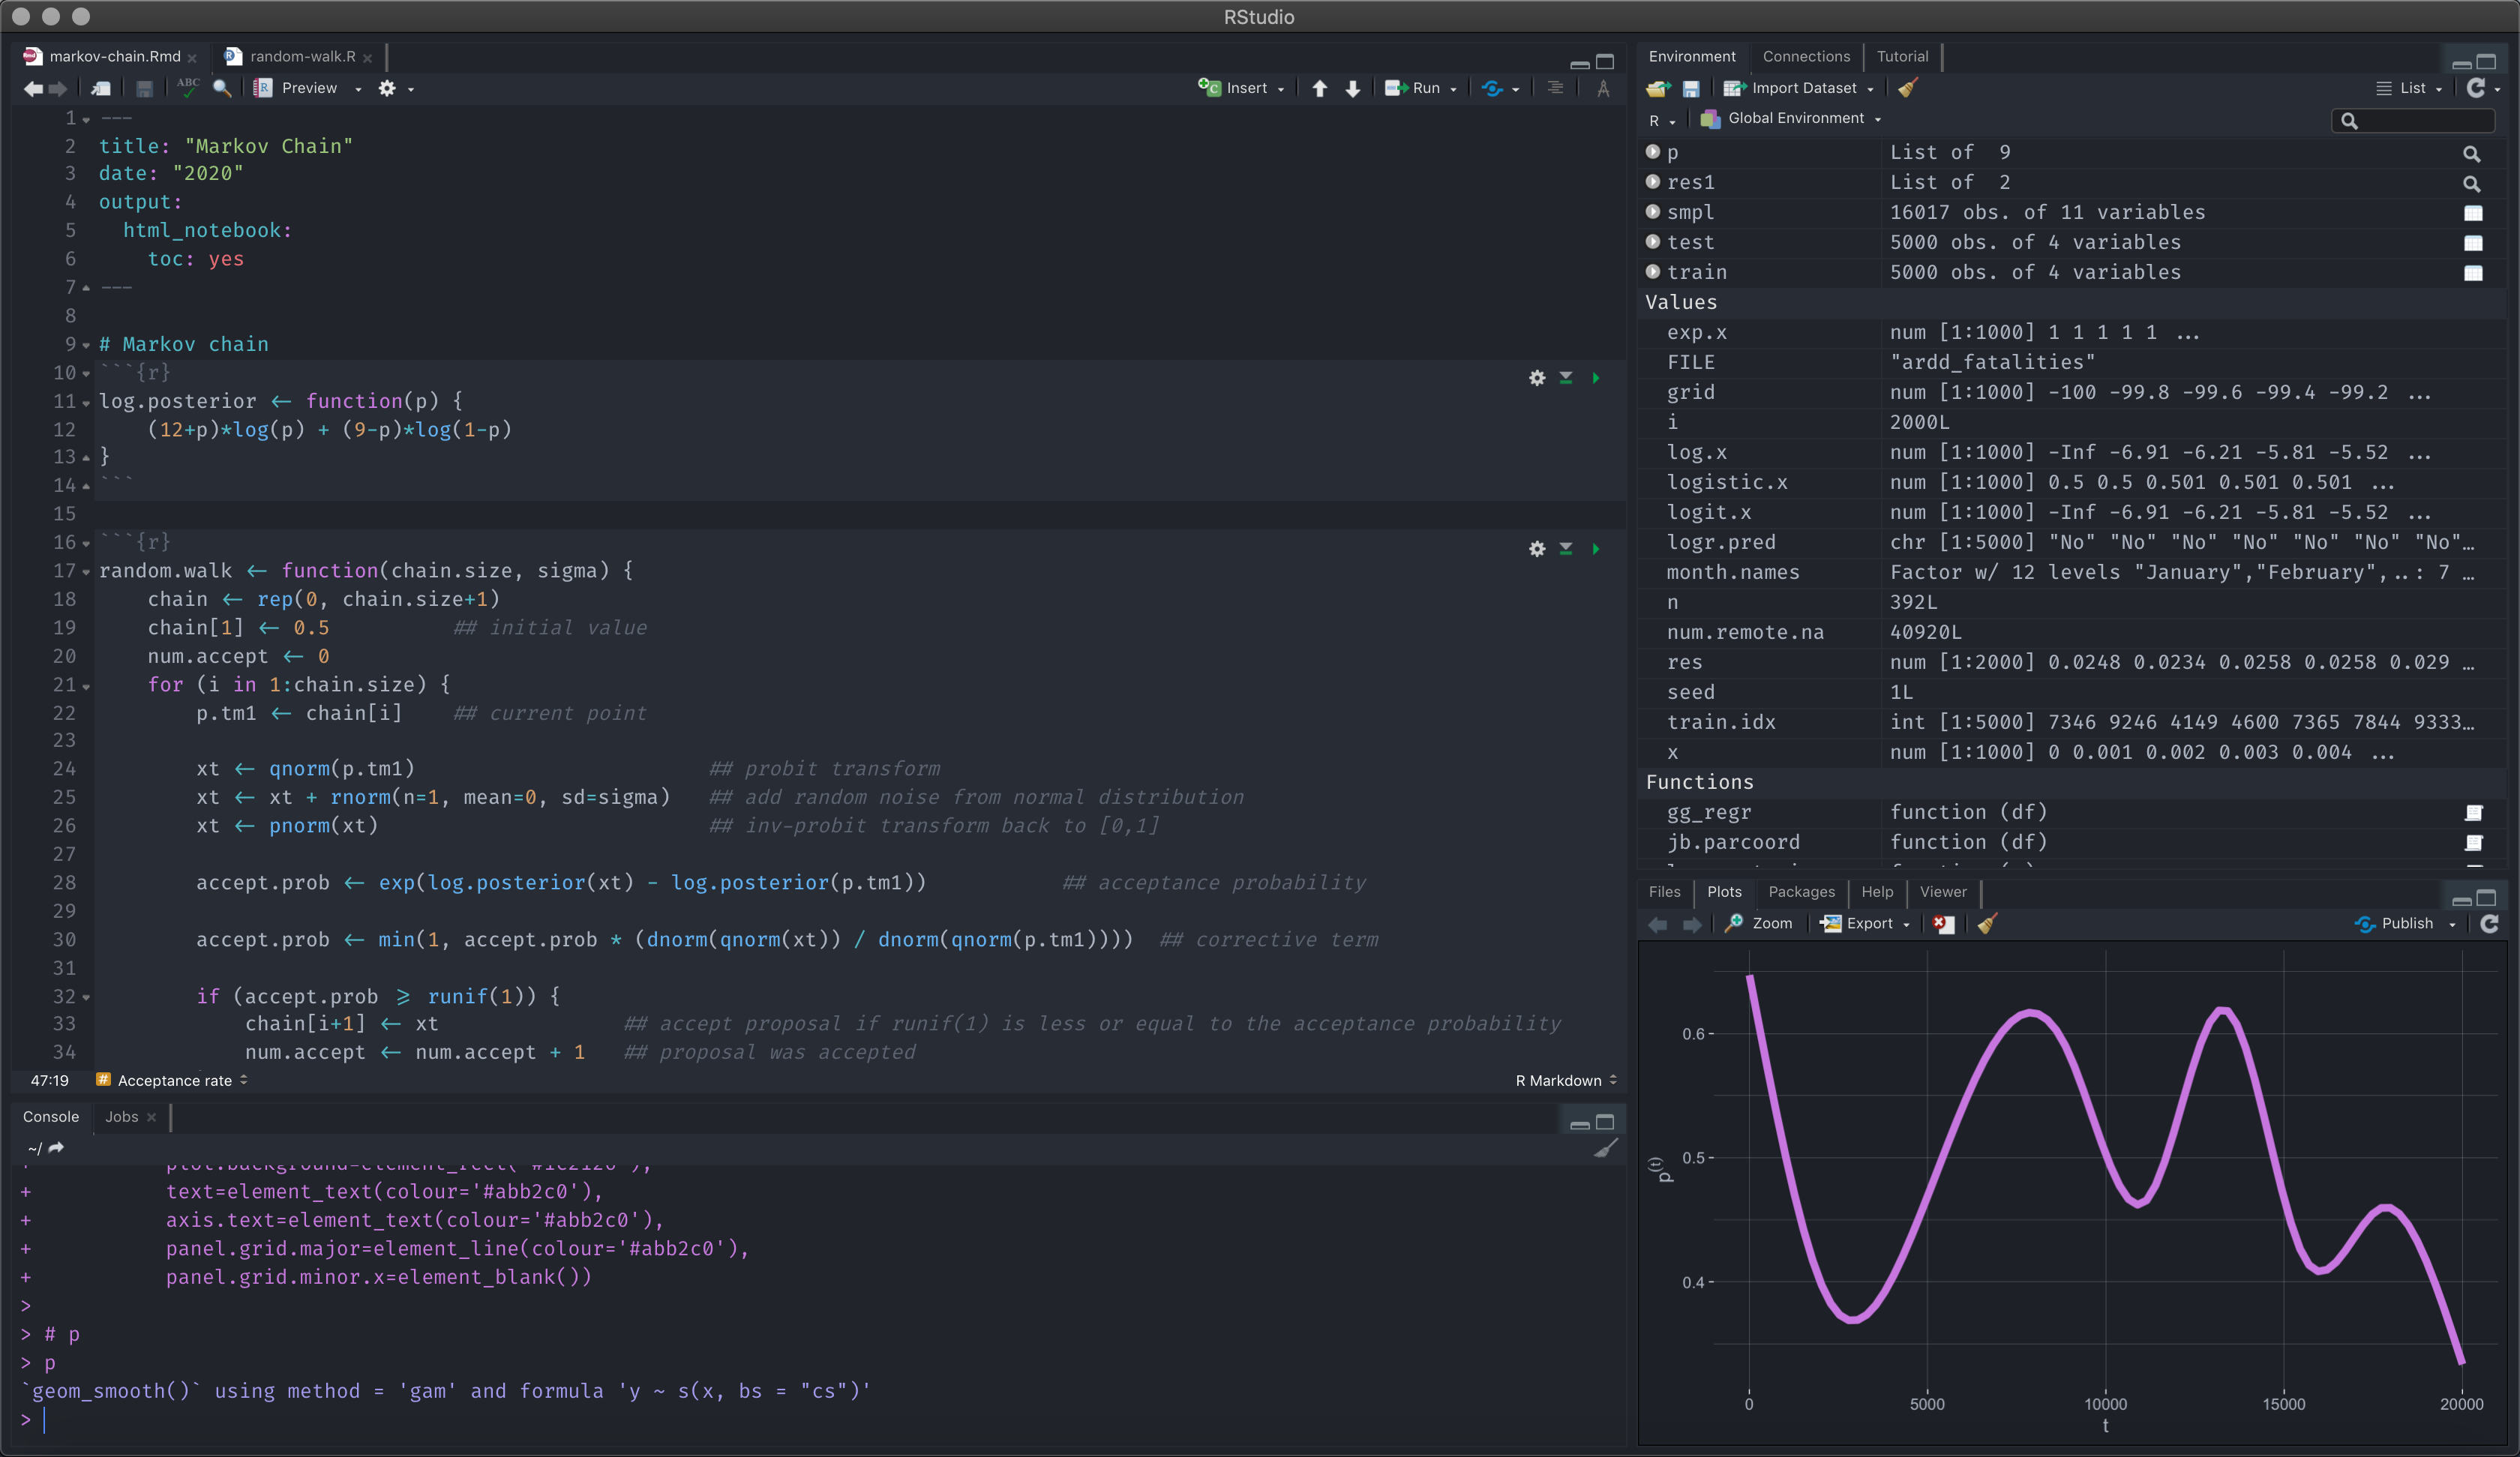 RStudio
markov-chain.Rmd
random-walk.R
ABC
Preview
Insert
Run
1 ---
2 title: "Markov Chain"
3 date: "2020"
4 output:
5   html_notebook:
6     toc: yes
7 ---
8
9 # Markov chain
10 ```{r}
11 log.posterior ← function(p) {
12     (12+p)*log(p) + (9-p)*log(1-p)
13 }
14 ```
15
16 ```{r}
17 random.walk ← function(chain.size, sigma) {
18     chain ← rep(0, chain.size+1)
19     chain[1] ← 0.5          ## initial value
20     num.accept ← 0
21     for (i in 1:chain.size) {
22         p.tm1 ← chain[i]    ## current point
23
24         xt ← qnorm(p.tm1)                        ## probit transform
25         xt ← xt + rnorm(n=1, mean=0, sd=sigma)   ## add random noise from normal distribution
26         xt ← pnorm(xt)                           ## inv-probit transform back to [0,1]
27
28         accept.prob ← exp(log.posterior(xt) - log.posterior(p.tm1))           ## acceptance probability
29
30         accept.prob ← min(1, accept.prob * (dnorm(qnorm(xt)) / dnorm(qnorm(p.tm1))))  ## corrective term
31
32         if (accept.prob ⩾ runif(1)) {
33             chain[i+1] ← xt               ## accept proposal if runif(1) is less or equal to the acceptance probability
34             num.accept ← num.accept + 1   ## proposal was accepted
47:19 # Acceptance rate
R Markdown
Console
Jobs
~/
+           text=element_text(colour='#abb2c0'),
+           axis.text=element_text(colour='#abb2c0'),
+           panel.grid.major=element_line(colour='#abb2c0'),
+           panel.grid.minor.x=element_blank())
>
> # p
> p
`geom_smooth()` using method = 'gam' and formula 'y ~ s(x, bs = "cs")'
>
Environment
Connections
Tutorial
Import Dataset
List
R
Global Environment
p List of  9
res1 List of  2
smpl 16017 obs. of 11 variables
test 5000 obs. of 4 variables
train 5000 obs. of 4 variables
Values
exp.x num [1:1000] 1 1 1 1 1 ...
FILE "ardd_fatalities"
grid num [1:1000] -100 -99.8 -99.6 -99.4 -99.2 ...
i 2000L
log.x num [1:1000] -Inf -6.91 -6.21 -5.81 -5.52 ...
logistic.x num [1:1000] 0.5 0.5 0.501 0.501 0.501 ...
logit.x num [1:1000] -Inf -6.91 -6.21 -5.81 -5.52 ...
logr.pred chr [1:5000] "No" "No" "No" "No" "No" "No" "No"…
month.names Factor w/ 12 levels "January","February",..: 7 …
n 392L
num.remote.na 40920L
res num [1:2000] 0.0248 0.0234 0.0258 0.0258 0.029 …
seed 1L
train.idx int [1:5000] 7346 9246 4149 4600 7365 7844 9333…
x num [1:1000] 0 0.001 0.002 0.003 0.004 ...
Functions
gg_regr function (df)
jb.parcoord function (df)
Files
Plots
Packages
Help
Viewer
Zoom
Export
Publish
p(t)
0.6
0.5
0.4
0
5000
10000
15000
20000
t